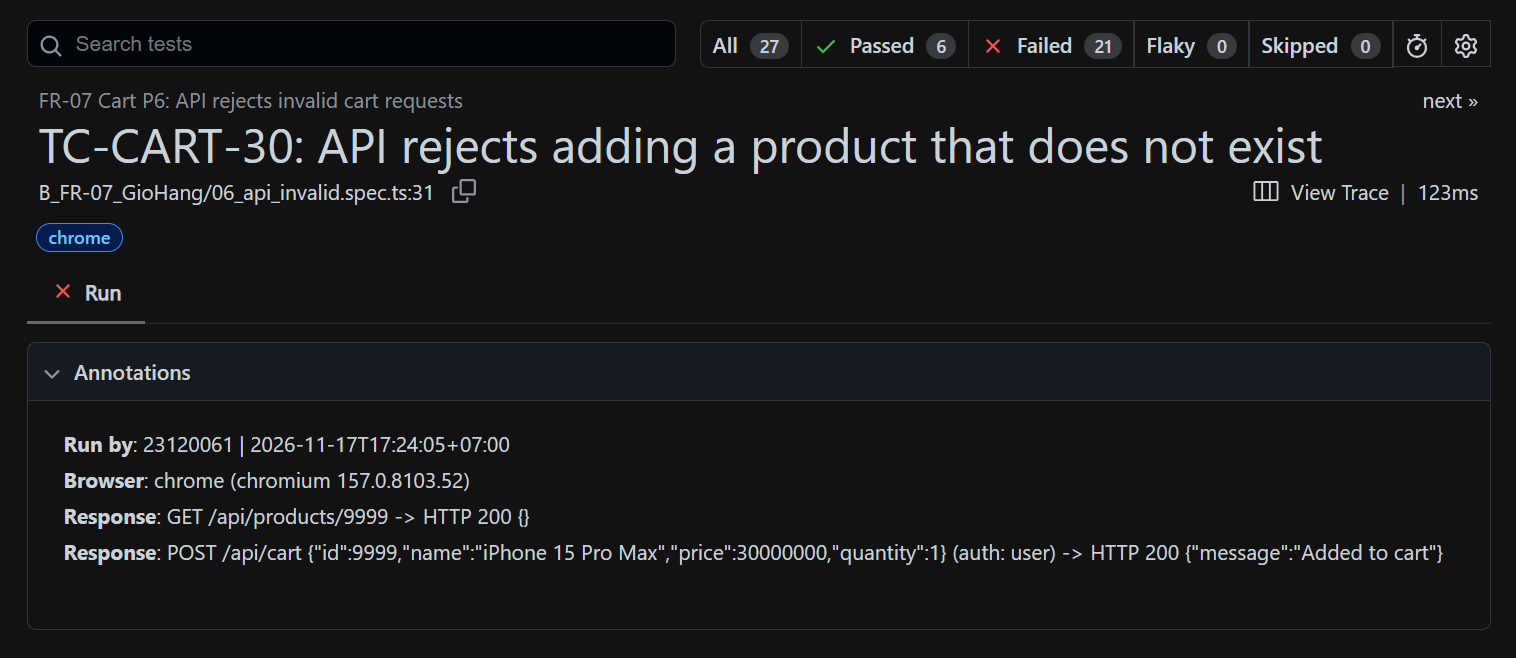 Search tests
All 27 Passed 6 Failed 21 Flaky 0 Skipped 0
FR-07 Cart P6: API rejects invalid cart requests next »
TC-CART-30: API rejects adding a product that does not exist
B_FR-07_GioHang/06_api_invalid.spec.ts:31 View Trace | 123ms
chrome
Run
Annotations
Run by: 23120061 | 2026-11-17T17:24:05+07:00
Browser: chrome (chromium 157.0.8103.52)
Response: GET /api/products/9999 -> HTTP 200 {}
Response: POST /api/cart {"id":9999,"name":"iPhone 15 Pro Max","price":30000000,"quantity":1} (auth: user) -> HTTP 200 {"message":"Added to cart"}